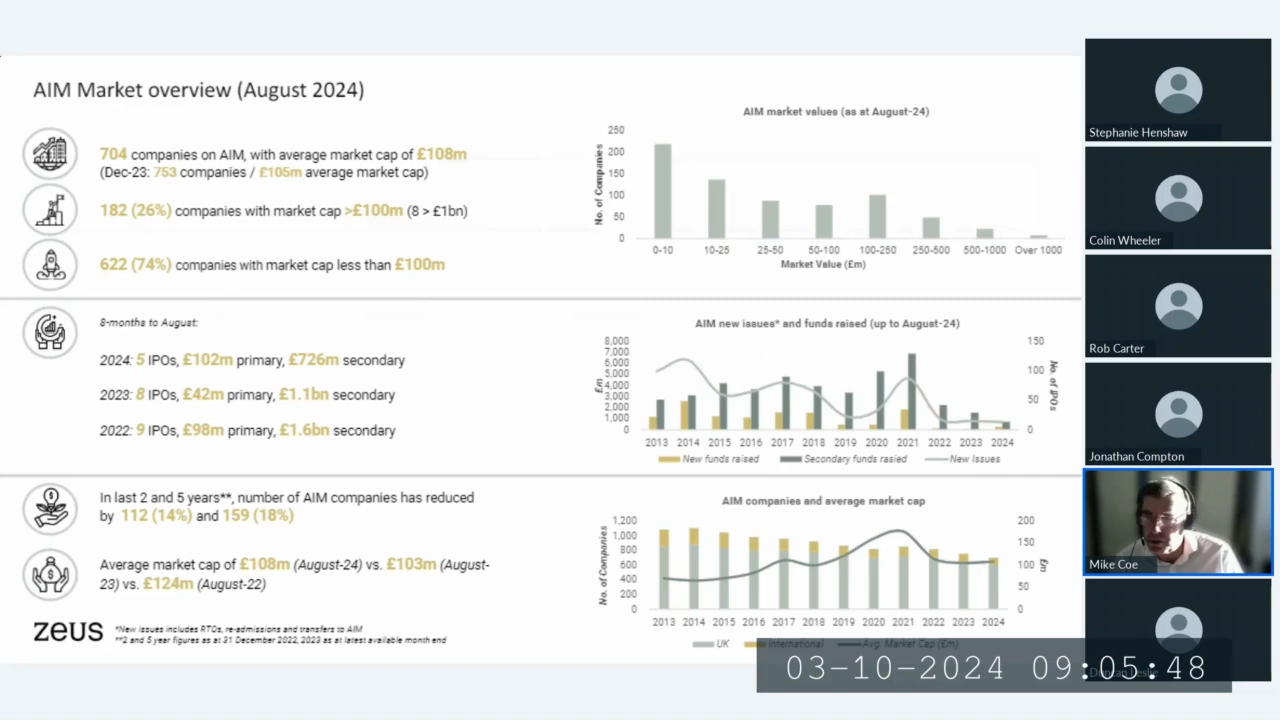 AIM Market overview (August 2024)
704 companies on AIM, with average market cap of £108m
(Dec-23: 753 companies / £105m average market cap)
182 (26%) companies with market cap >£100m (8 > £1bn)
622 (74%) companies with market cap less than £100m
AIM market values (as at August-24)
No. of Companies
250
200
150
100
50
0
0-10 10-25 25-50 50-100 100-250 250-500 500-1000 Over 1000
Market Value (£m)
8-months to August:
2024: 5 IPOs, £102m primary, £726m secondary
2023: 8 IPOs, £42m primary, £1.1bn secondary
2022: 9 IPOs, £98m primary, £1.6bn secondary
AIM new issues* and funds raised (up to August-24)
£m
8,000
7,000
6,000
5,000
4,000
3,000
2,000
1,000
0
150
100
50
0
No. of IPOs
2013 2014 2015 2016 2017 2018 2019 2020 2021 2022 2023 2024
New funds raised Secondary funds rasied New Issues
In last 2 and 5 years**, number of AIM companies has reduced
by 112 (14%) and 159 (18%)
Average market cap of £108m (August-24) vs. £103m (August-
23) vs. £124m (August-22)
AIM companies and average market cap
No. of Companies
1,200
1,000
800
600
400
200
0
200
150
100
50
0
£m
2013 2014 2015 2016 2017 2018 2019 2020 2021 2022 2023 2024
UK International Avg. Market Cap (£m)
zeus
*New issues includes RTOs, re-admissions and transfers to AIM
**2 and 5 year figures as at 31 December 2022, 2023 as at latest available month end
Stephanie Henshaw
Colin Wheeler
Rob Carter
Jonathan Compton
Mike Coe
03-10-2024 09:05:48